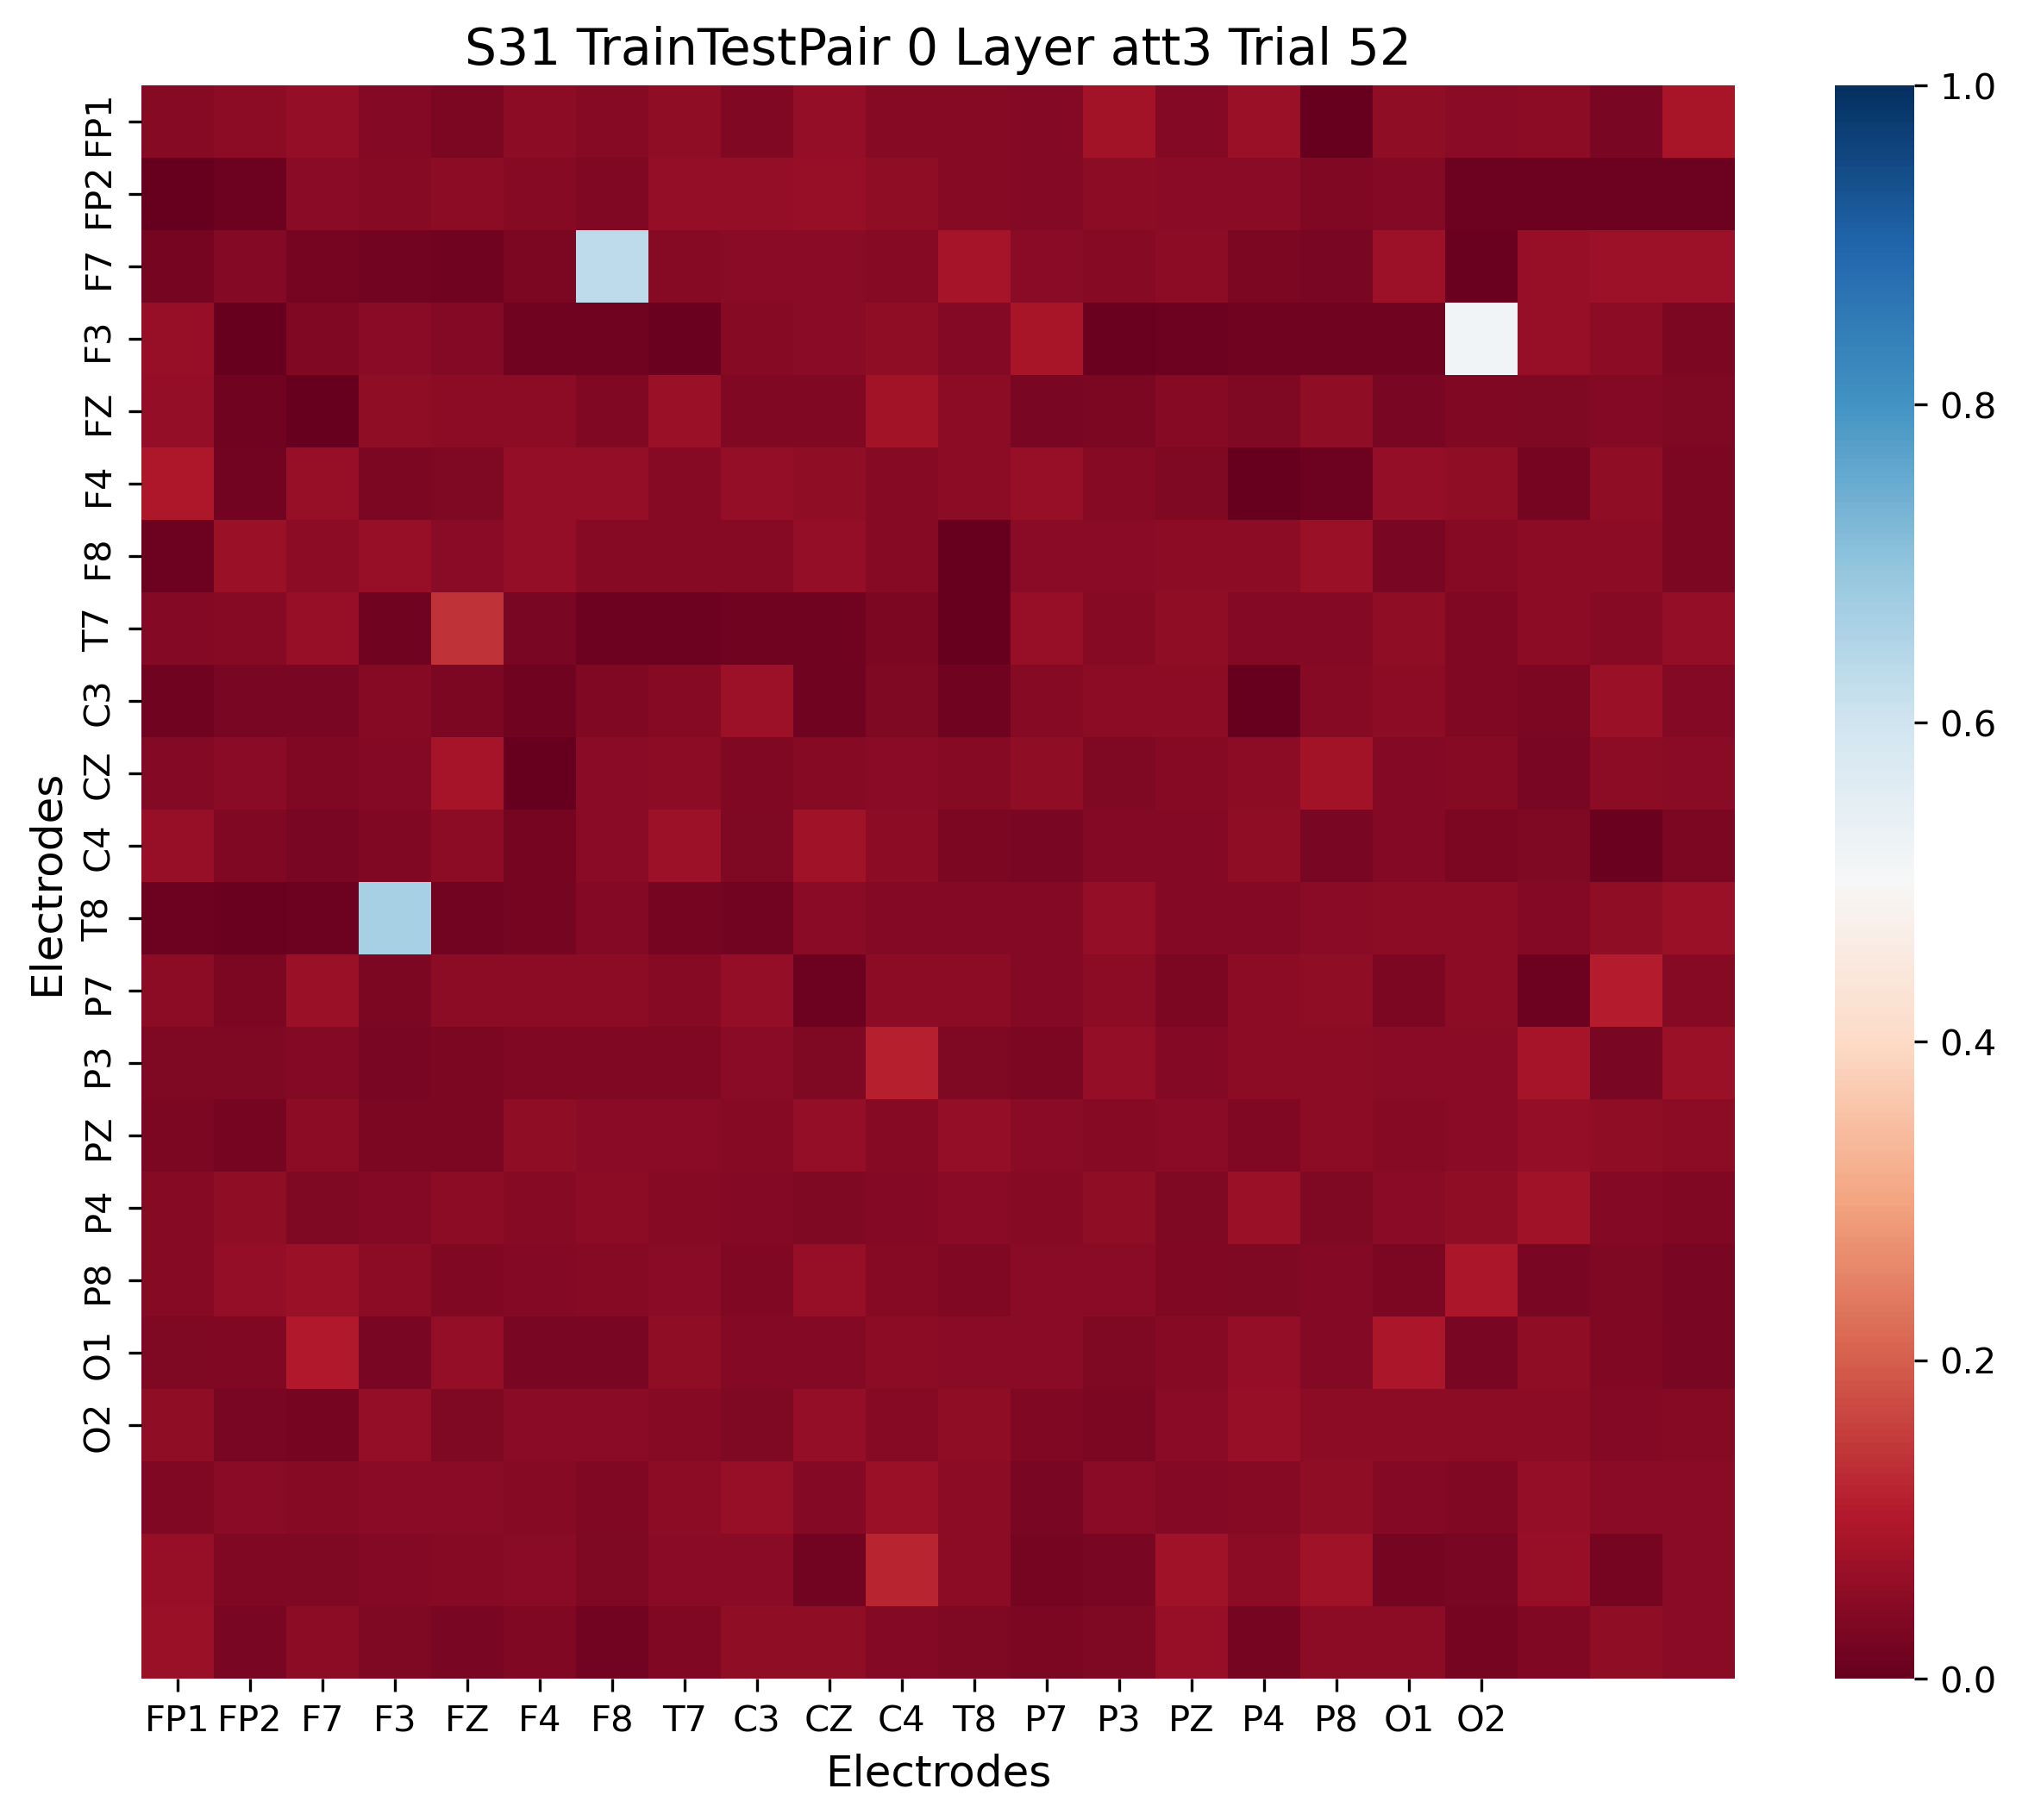 S31 TrainTestPair 0 Layer att3 Trial 52
Electrodes
FP1
FP2
F7
F3
FZ
F4
F8
T7
C3
CZ
C4
T8
P7
P3
PZ
P4
P8
O1
O2
FP1 FP2 F7 F3 FZ F4 F8 T7 C3 CZ C4 T8 P7 P3 PZ P4 P8 O1 O2
Electrodes
1.0
0.8
0.6
0.4
0.2
0.0